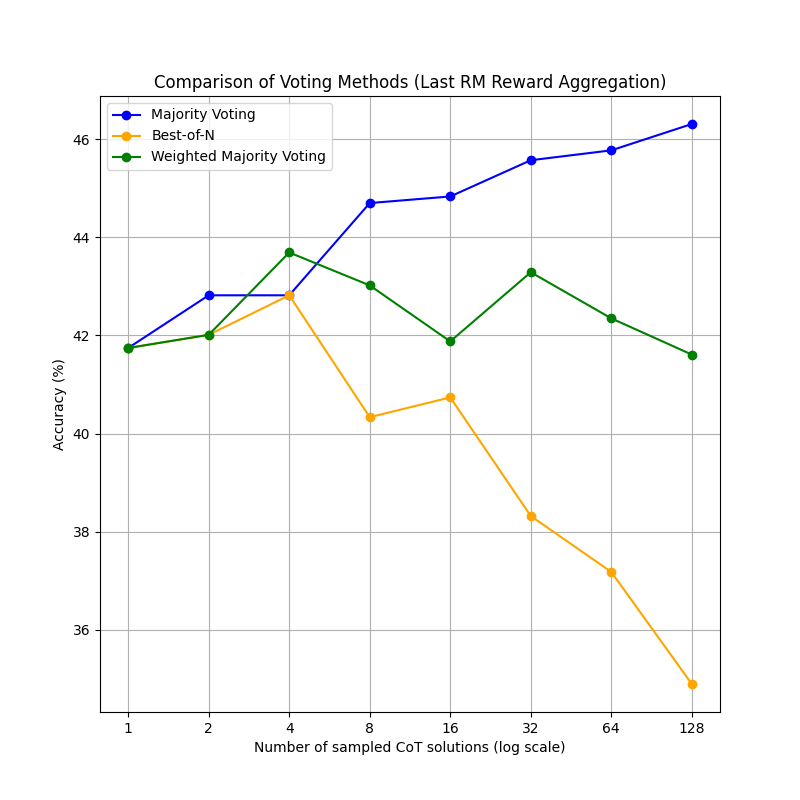 Comparison of Voting Methods (Last RM Reward Aggregation)
Majority Voting
Best-of-N
Weighted Majority Voting
46
44
42
40
38
36
Accuracy (%)
1 2 4 8 16 32 64 128
Number of sampled CoT solutions (log scale)